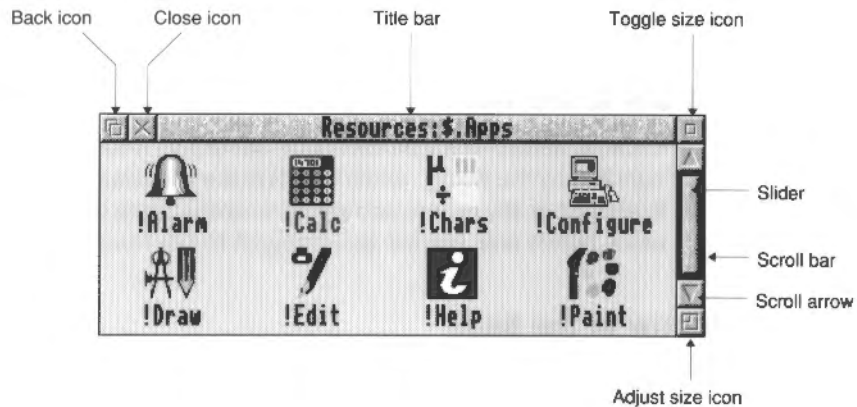 Back icon
Close icon
Title bar
Toggle size icon
Resources:$.Apps
!Alarm
!Calc
!Chars
!Configure
Slider
Scroll bar
!Draw
!Edit
!Help
!Paint
Scroll arrow
Adjust size icon